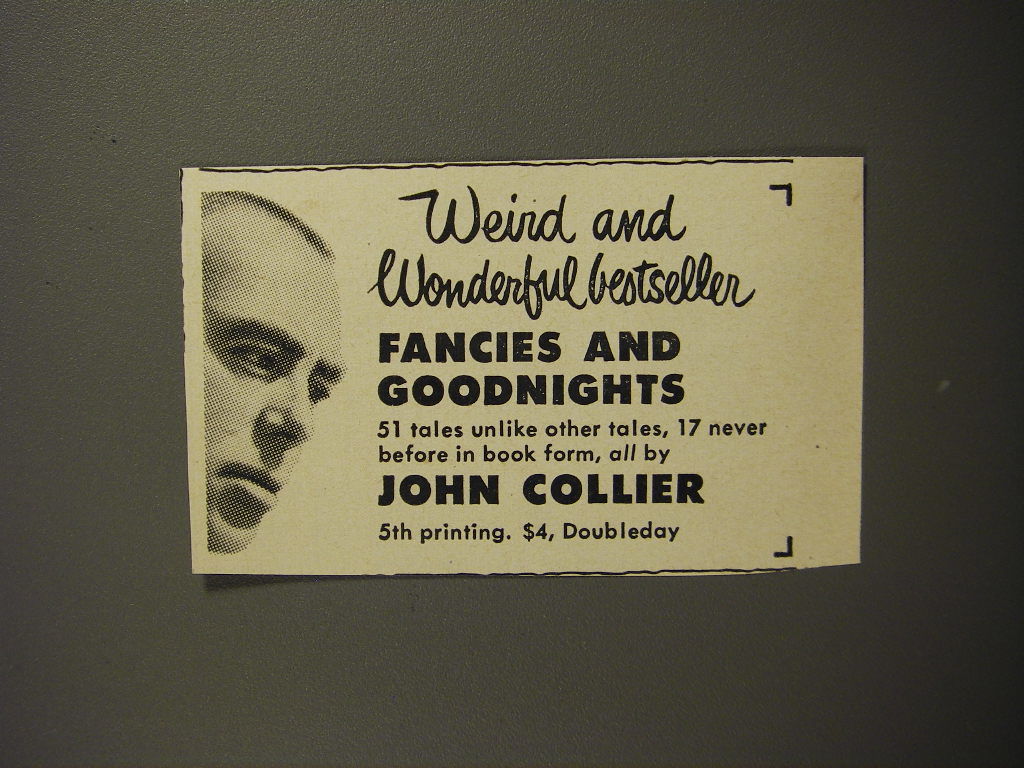 Weird and
Wonderful bestseller
FANCIES AND
GOODNIGHTS
51 tales unlike other tales, 17 never
before in book form, all by
JOHN COLLIER
5th printing. $4, Doubleday